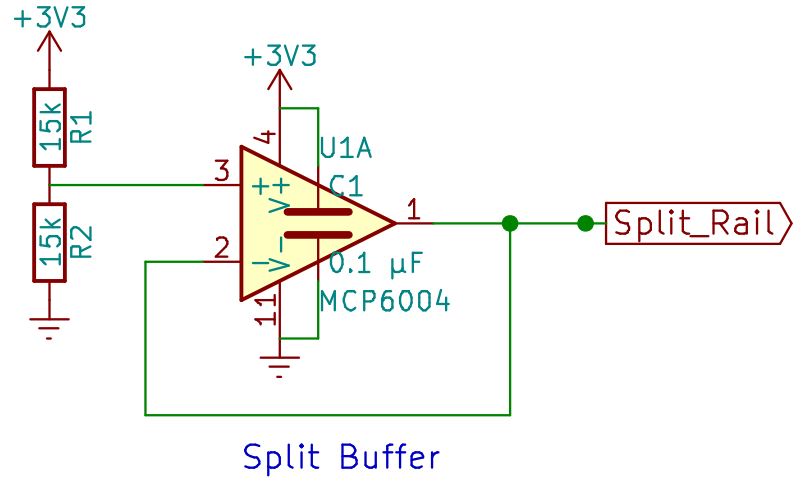 +3V3
+3V3
15k
R1
4
U1A
3
+
V+
C1
1
Split_Rail
15k
R2
2
-
V-
0.1 µF
11
MCP6004
Split Buffer